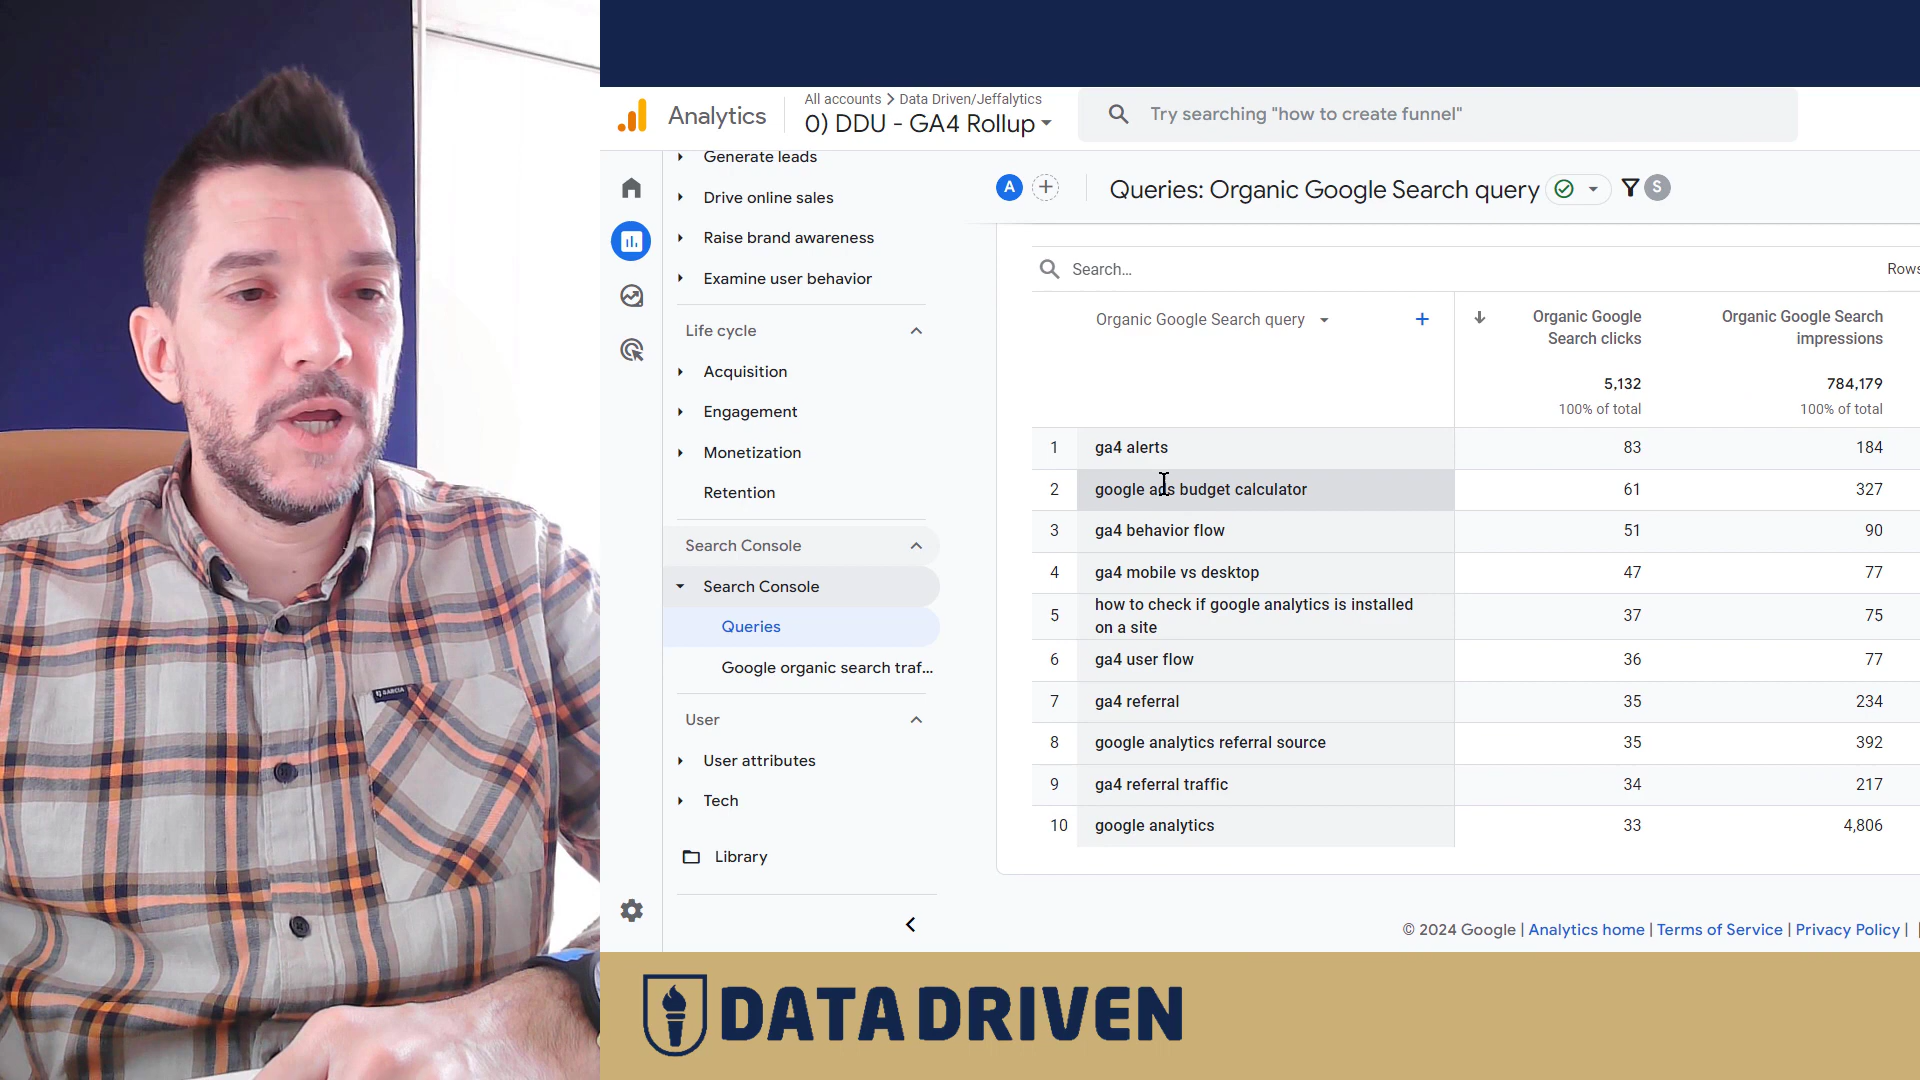 Analytics
All accounts > Data Driven/Jeffalytics
0) DDU - GA4 Rollup
Try searching "how to create funnel"
Generate leads
Drive online sales
Raise brand awareness
Examine user behavior
Life cycle
Acquisition
Engagement
Monetization
Retention
Search Console
Search Console
Queries
Google organic search traf...
User
User attributes
Tech
Library
A
Queries: Organic Google Search query
S
Search...
Rows
Organic Google Search query
+
Organic Google
Search clicks
Organic Google Search
impressions
5,132
784,179
100% of total
100% of total
1 ga4 alerts 83 184
2 google ads budget calculator 61 327
3 ga4 behavior flow 51 90
4 ga4 mobile vs desktop 47 77
5 how to check if google analytics is installed
on a site 37 75
6 ga4 user flow 36 77
7 ga4 referral 35 234
8 google analytics referral source 35 392
9 ga4 referral traffic 34 217
10 google analytics 33 4,806
© 2024 Google | Analytics home | Terms of Service | Privacy Policy |
DATA DRIVEN